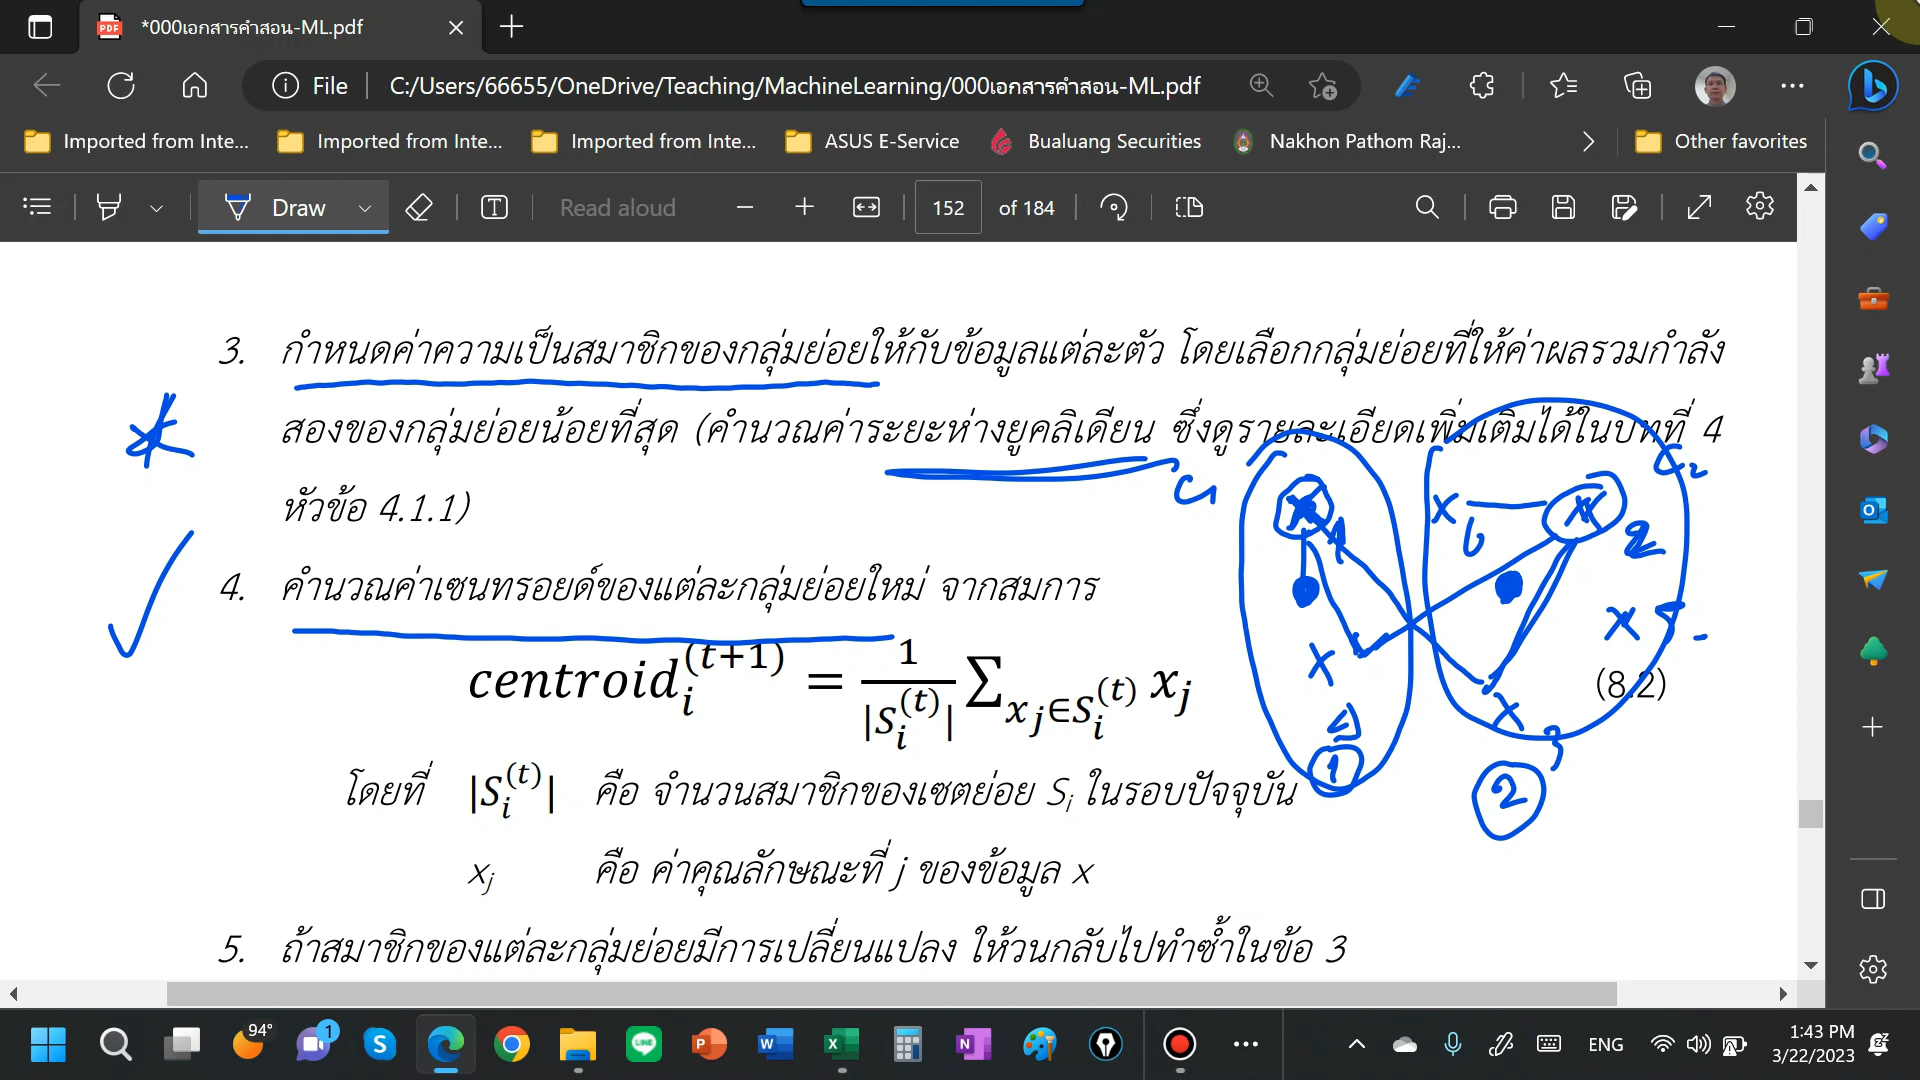 *000เอกสารคำสอน-ML.pdf
File C:/Users/66655/OneDrive/Teaching/MachineLearning/000เอกสารคำสอน-ML.pdf
Imported from Inte... Imported from Inte... Imported from Inte... ASUS E-Service Bualuang Securities Nakhon Pathom Raj... Other favorites
Draw Read aloud 152 of 184
3. กำหนดค่าความเป็นสมาชิกของกลุ่มย่อยให้กับข้อมูลแต่ละตัว โดยเลือกกลุ่มย่อยที่ให้ค่าผลรวมกำลัง
สองของกลุ่มย่อยน้อยที่สุด (คำนวณค่าระยะห่างยูคลิเดียน ซึ่งดูรายละเอียดเพิ่มเติมได้ในบทที่ 4
หัวข้อ 4.1.1)
C1 C2
x x x 1 6 2
4. คำนวณค่าเซนทรอยด์ของแต่ละกลุ่มย่อยใหม่ จากสมการ
x 5
centroid_i^(t+1) = 1/|S_i^(t)| ∑_{x_j∈S_i^(t)} x_j (8.2)
x x
4 3
1 2
โดยที่ |S_i^(t)| คือ จำนวนสมาชิกของเซตย่อย S_i ในรอบปัจจุบัน
x_j คือ ค่าคุณลักษณะที่ j ของข้อมูล x
5. ถ้าสมาชิกของแต่ละกลุ่มย่อยมีการเปลี่ยนแปลง ให้วนกลับไปทำซ้ำในข้อ 3
94° 1 ENG 1:43 PM
3/22/2023